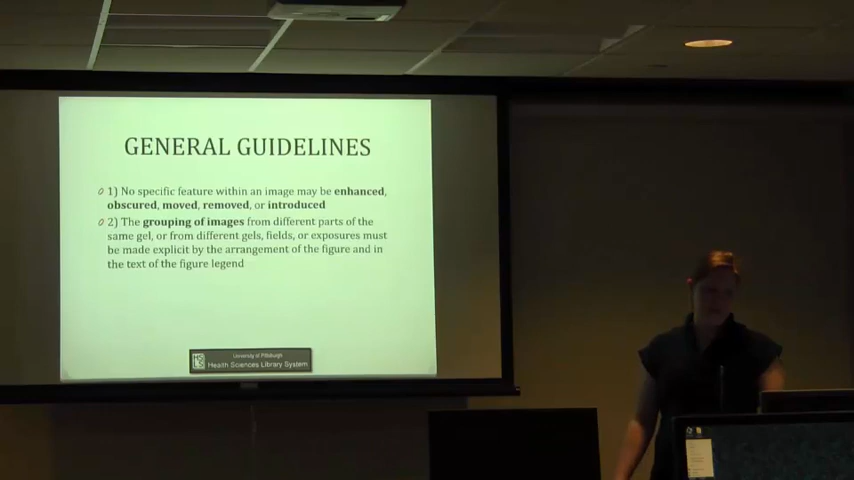 GENERAL GUIDELINES
1) No specific feature within an image may be enhanced,
obscured, moved, removed, or introduced
2) The grouping of images from different parts of the
same gel, or from different gels, fields, or exposures must
be made explicit by the arrangement of the figure and in
the text of the figure legend
University of Pittsburgh
Health Sciences Library System